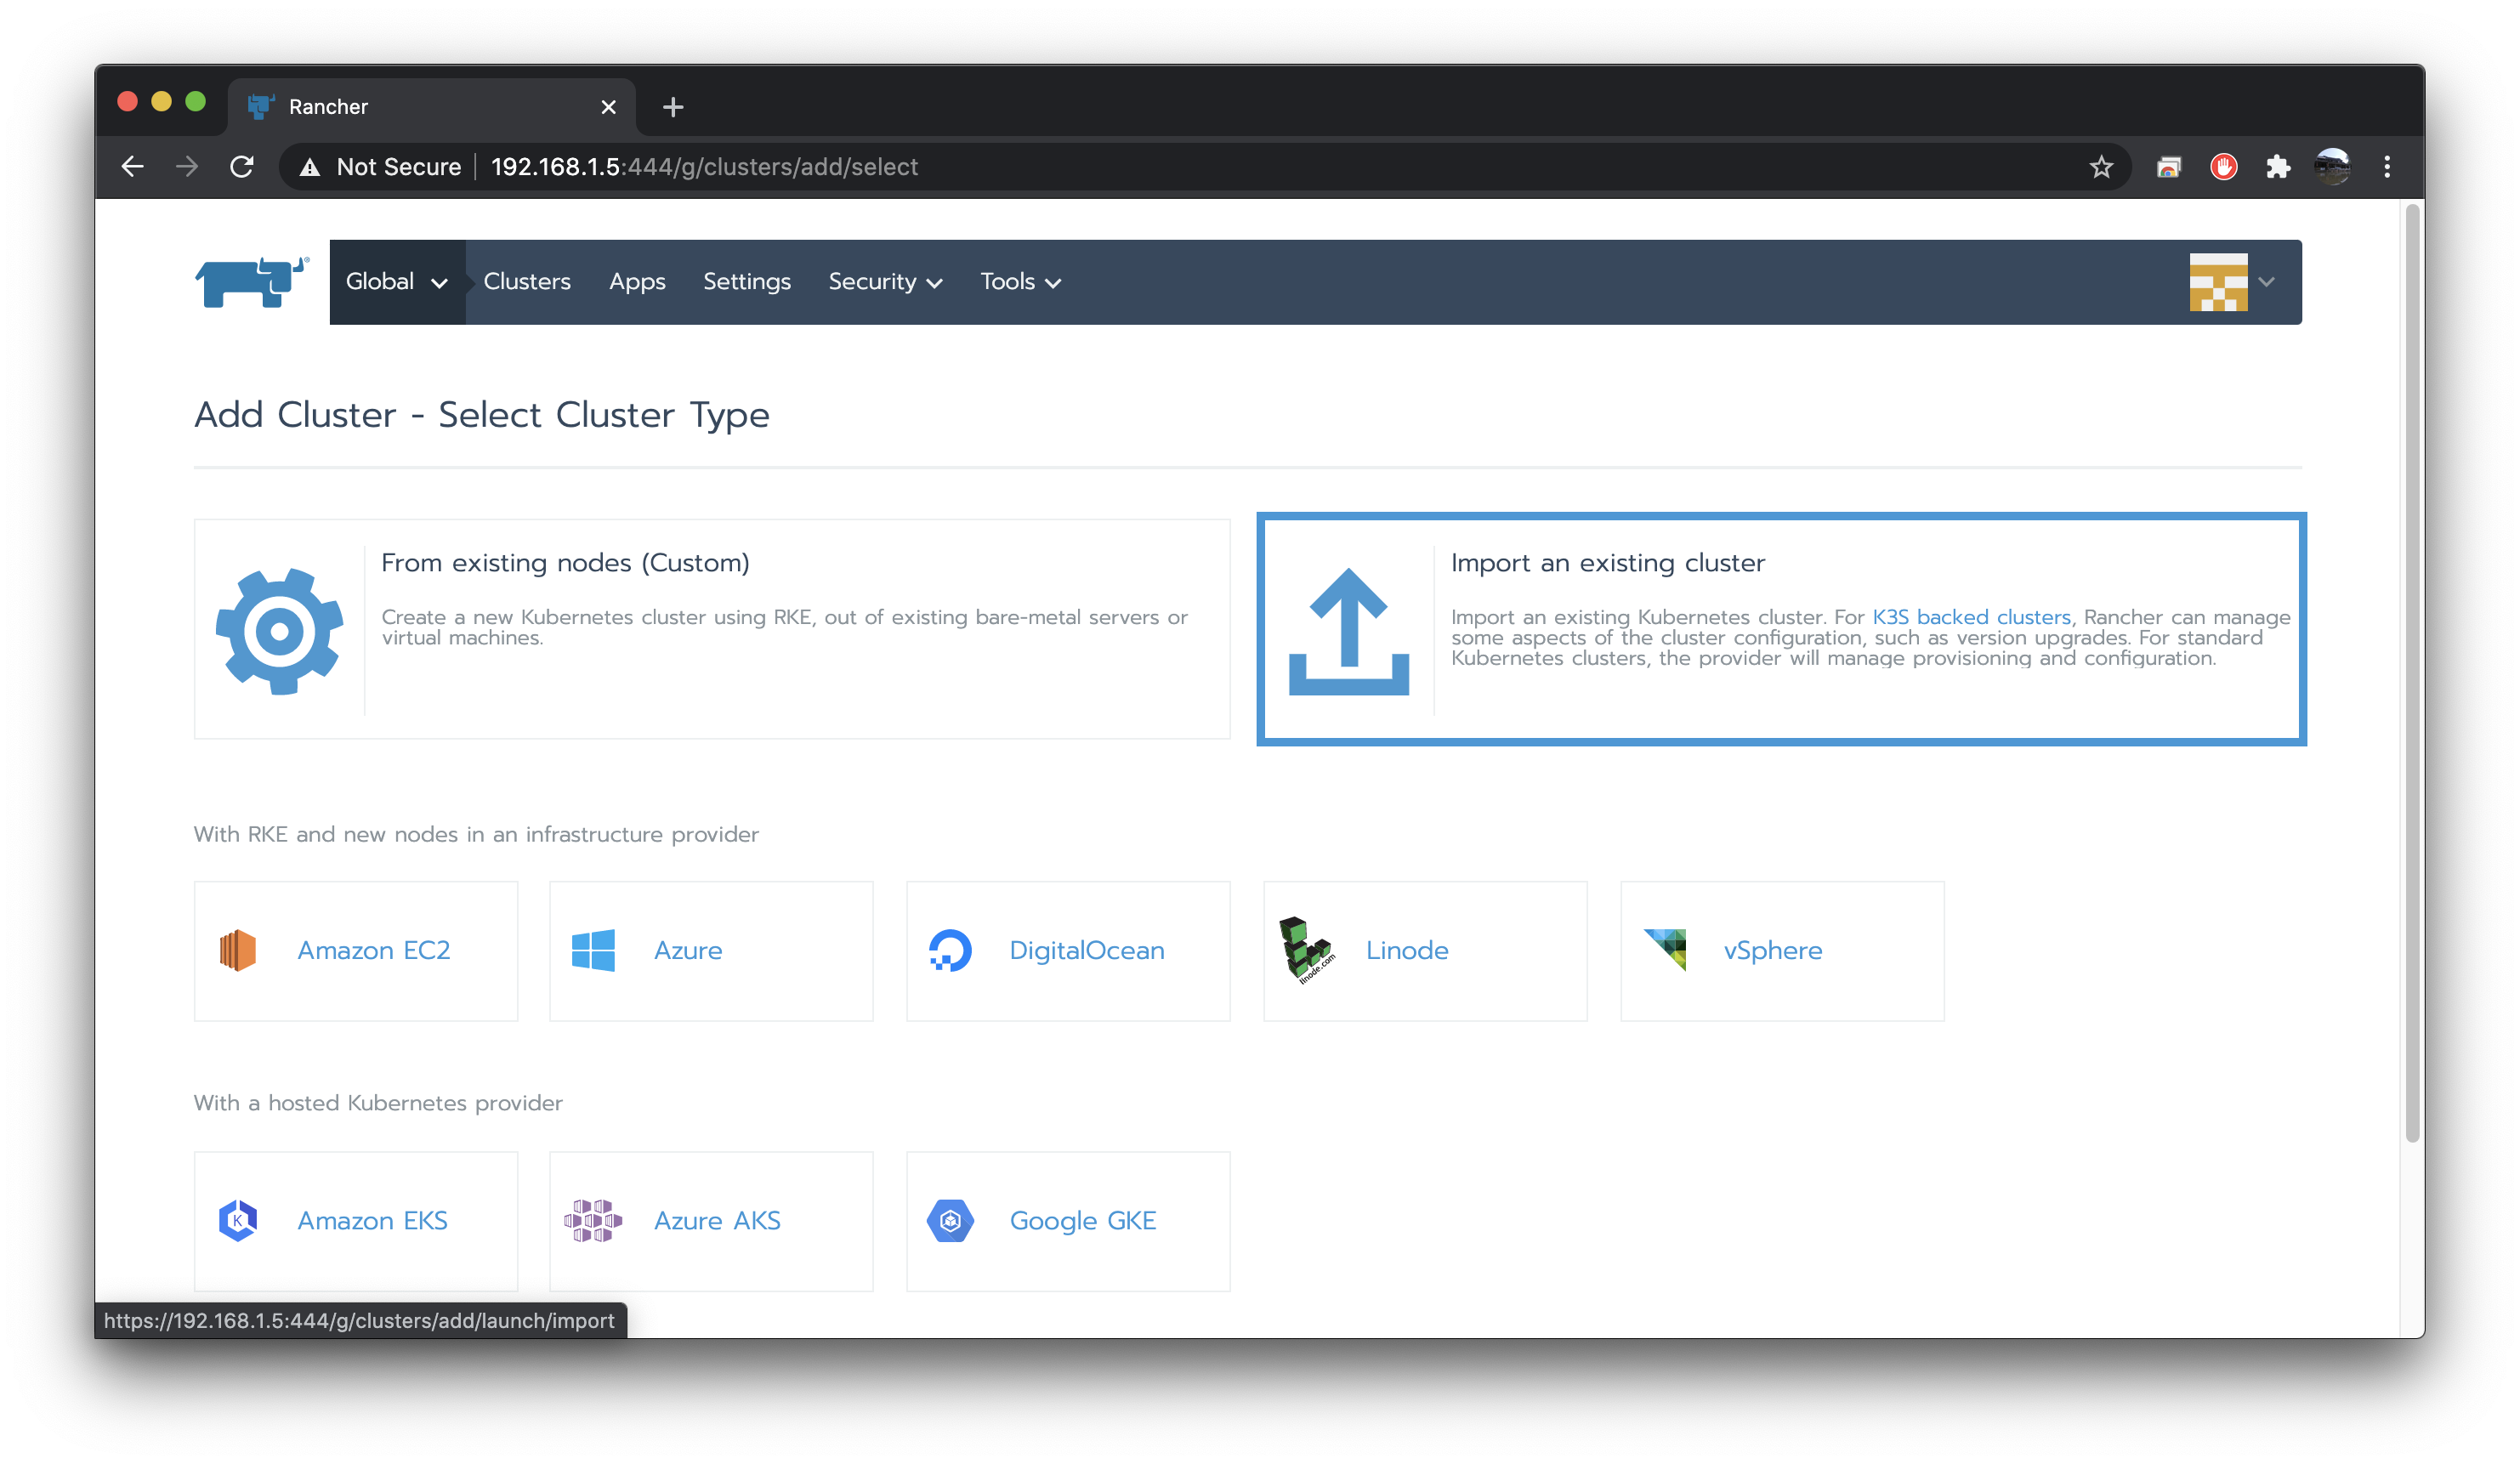 Rancher
Not Secure 192.168.1.5:444/g/clusters/add/select
Global Clusters Apps Settings Security Tools
Add Cluster - Select Cluster Type
From existing nodes (Custom)
Create a new Kubernetes cluster using RKE, out of existing bare-metal servers or
virtual machines.
Import an existing cluster
Import an existing Kubernetes cluster. For K3S backed clusters, Rancher can manage
some aspects of the cluster configuration, such as version upgrades. For standard
Kubernetes clusters, the provider will manage provisioning and configuration.
With RKE and new nodes in an infrastructure provider
Amazon EC2
Azure
DigitalOcean
linode.com
Linode
vSphere
With a hosted Kubernetes provider
K
Amazon EKS
Azure AKS
Google GKE
https://192.168.1.5:444/g/clusters/add/launch/import